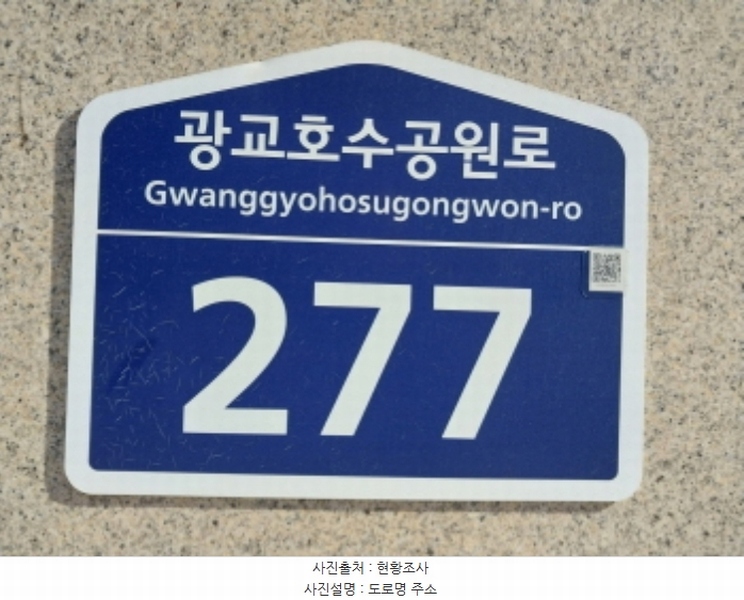 광교호수공원로
Gwanggyohosugongwon-ro
277
사진출처 : 현황조사
사진설명 : 도로명 주소